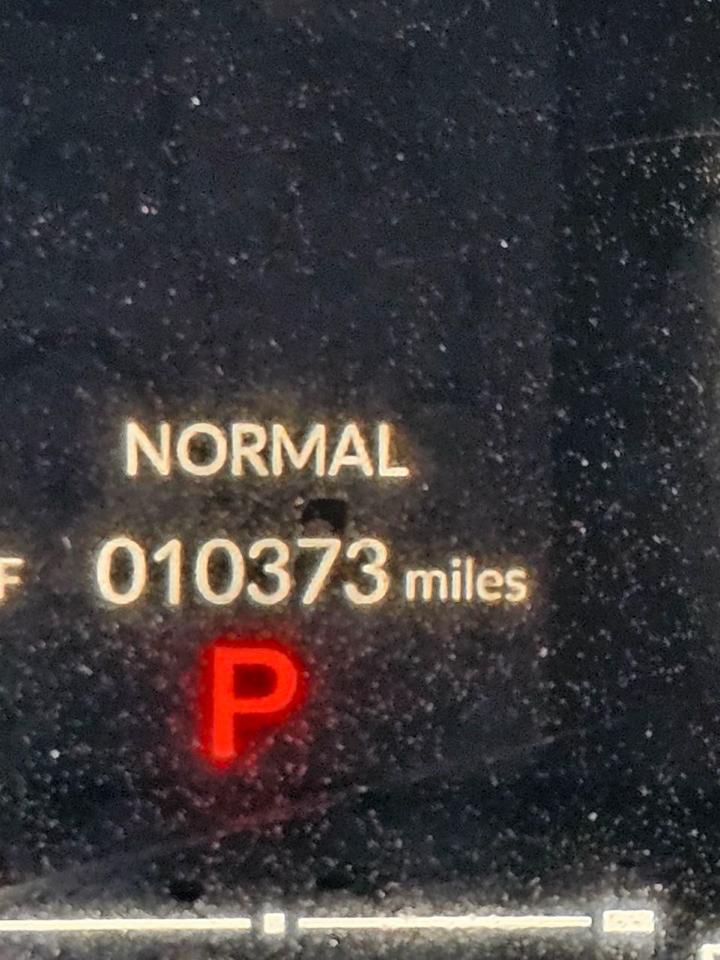 NORMAL
F 010373 miles
P